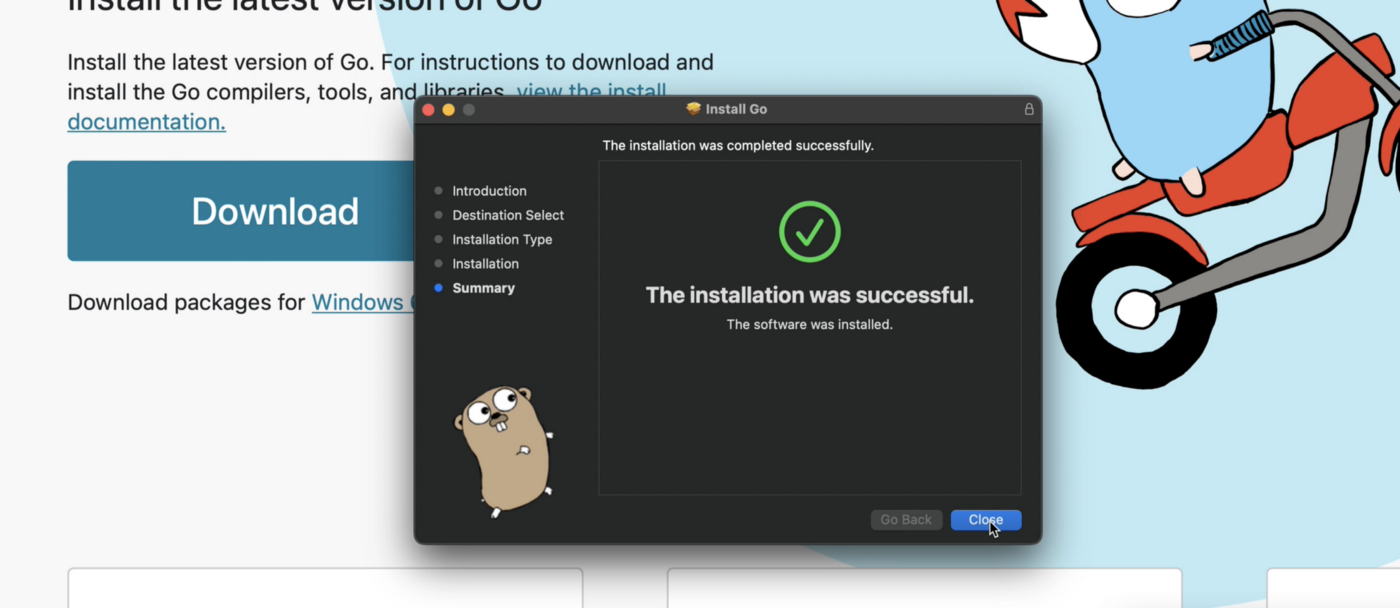 Install the latest version of Go
Install the latest version of Go. For instructions to download and
install the Go compilers, tools, and libraries, view the install
documentation.
Download
Download packages for Windows
Install Go
The installation was completed successfully.
Introduction
Destination Select
Installation Type
Installation
Summary
The installation was successful.
The software was installed.
Go Back
Close